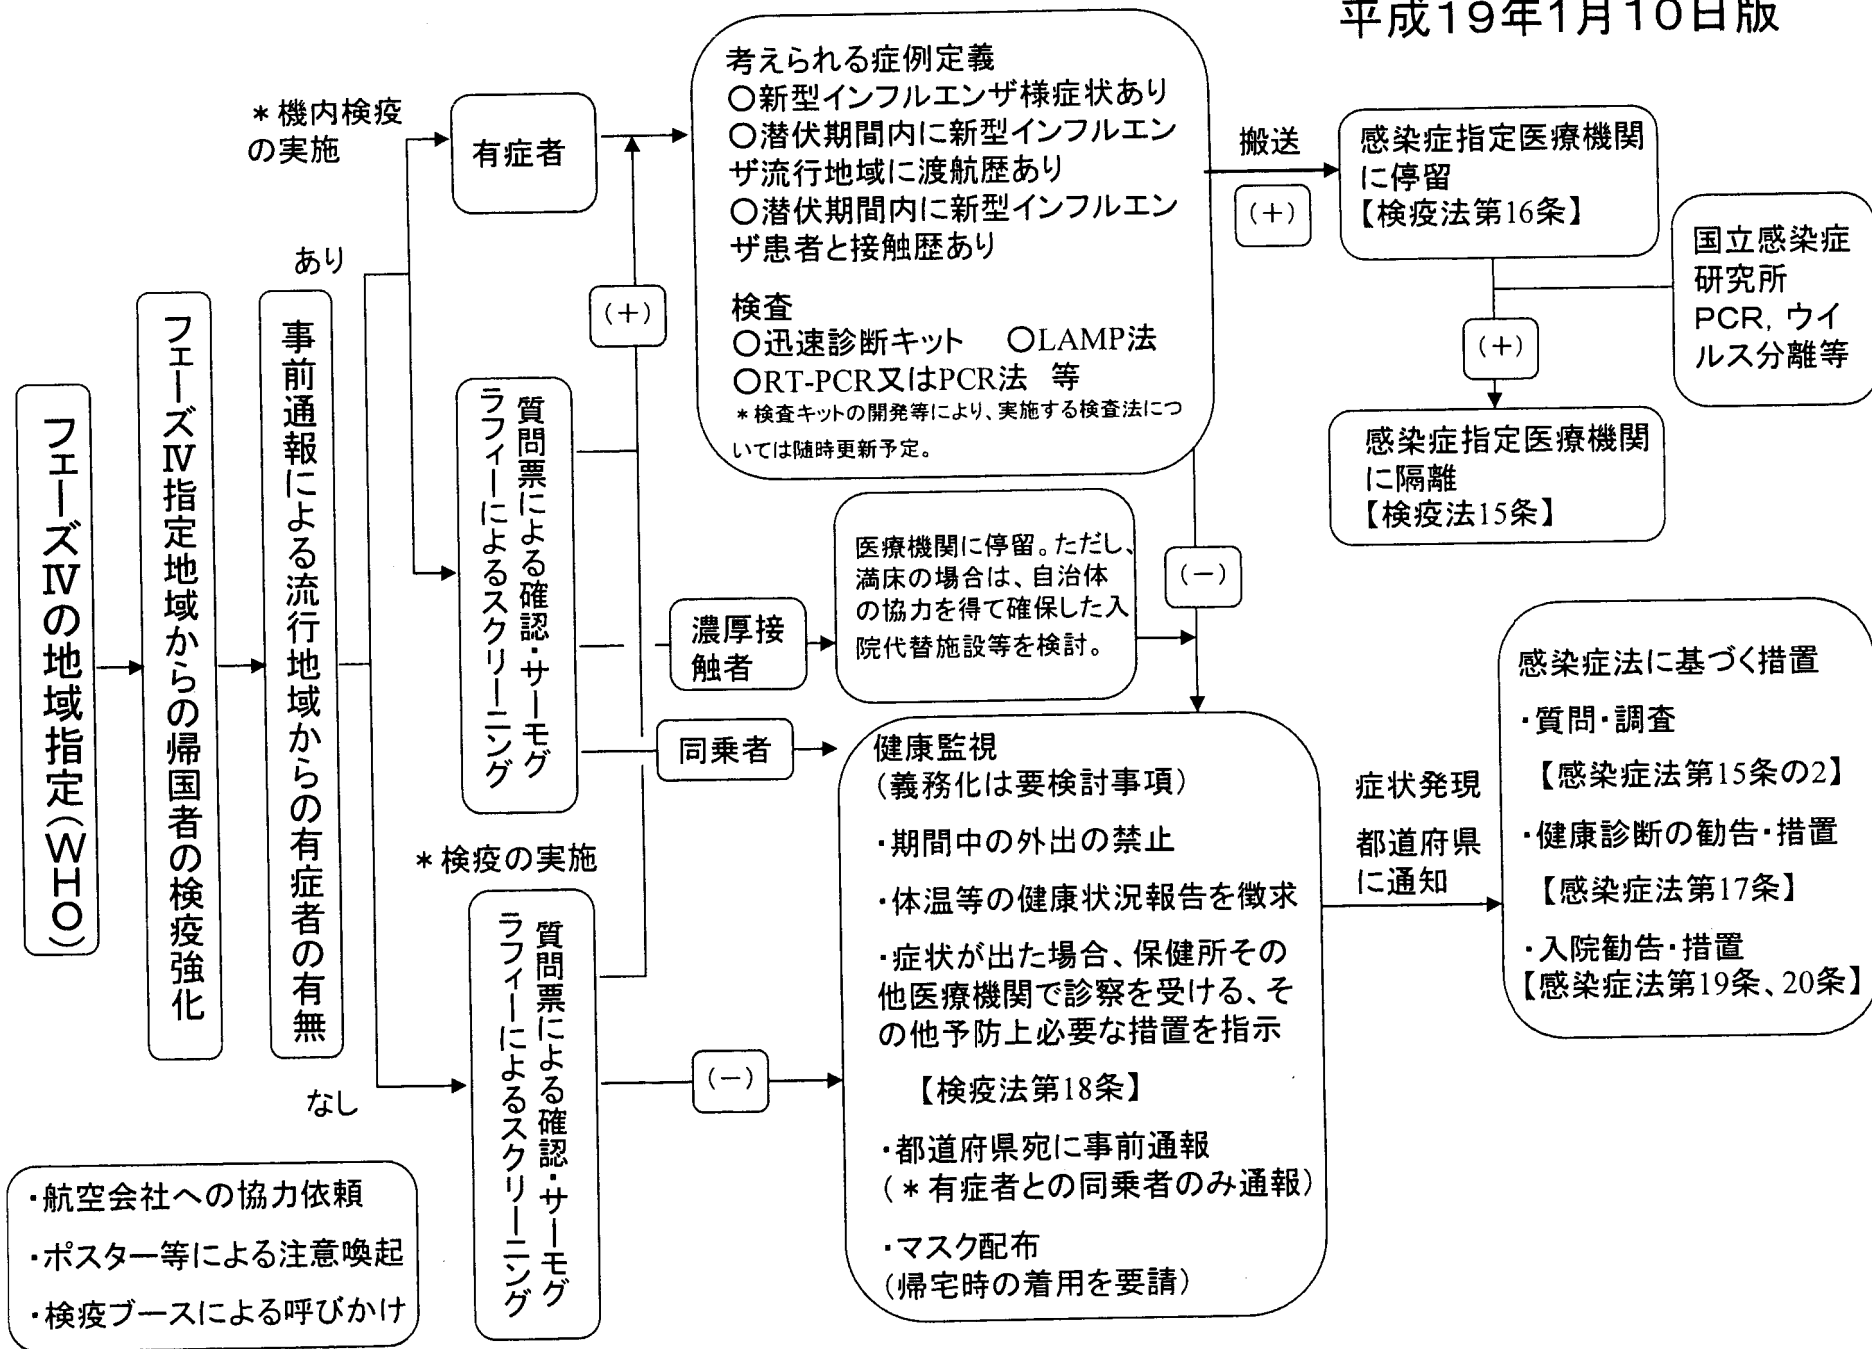 平成19年1月10日版
フェーズⅣの地域指定(WHO)
フェーズⅣ指定地域からの帰国者の検疫強化
事前通報による流行地域からの有症者の有無
あり
なし
*機内検疫
の実施
有症者
質問票による確認・サーモグ
ラフィーによるスクリーニング
(+)
考えられる症例定義
○新型インフルエンザ様症状あり
○潜伏期間内に新型インフルエン
ザ流行地域に渡航歴あり
○潜伏期間内に新型インフルエン
ザ患者と接触歴あり
検査
○迅速診断キット ○LAMP法
○RT-PCR又はPCR法 等
*検査キットの開発等により、実施する検査法につ
いては随時更新予定。
搬送
(+)
感染症指定医療機関
に停留
【検疫法第16条】
国立感染症
研究所
PCR, ウイ
ルス分離等
(+)
感染症指定医療機関
に隔離
【検疫法15条】
濃厚接
触者
医療機関に停留。ただし、
満床の場合は、自治体
の協力を得て確保した入
院代替施設等を検討。
(-)
同乗者
*検疫の実施
質問票による確認・サーモグ
ラフィーによるスクリーニング
(-)
健康監視
(義務化は要検討事項)
・期間中の外出の禁止
・体温等の健康状況報告を徴求
・症状が出た場合、保健所その
他医療機関で診察を受ける、そ
の他予防上必要な措置を指示
【検疫法第18条】
・都道府県宛に事前通報
(*有症者との同乗者のみ通報)
・マスク配布
(帰宅時の着用を要請)
症状発現
都道府県
に通知
感染症法に基づく措置
・質問・調査
【感染症法第15条の2】
・健康診断の勧告・措置
【感染症法第17条】
・入院勧告・措置
【感染症法第19条、20条】
・航空会社への協力依頼
・ポスター等による注意喚起
・検疫ブースによる呼びかけ